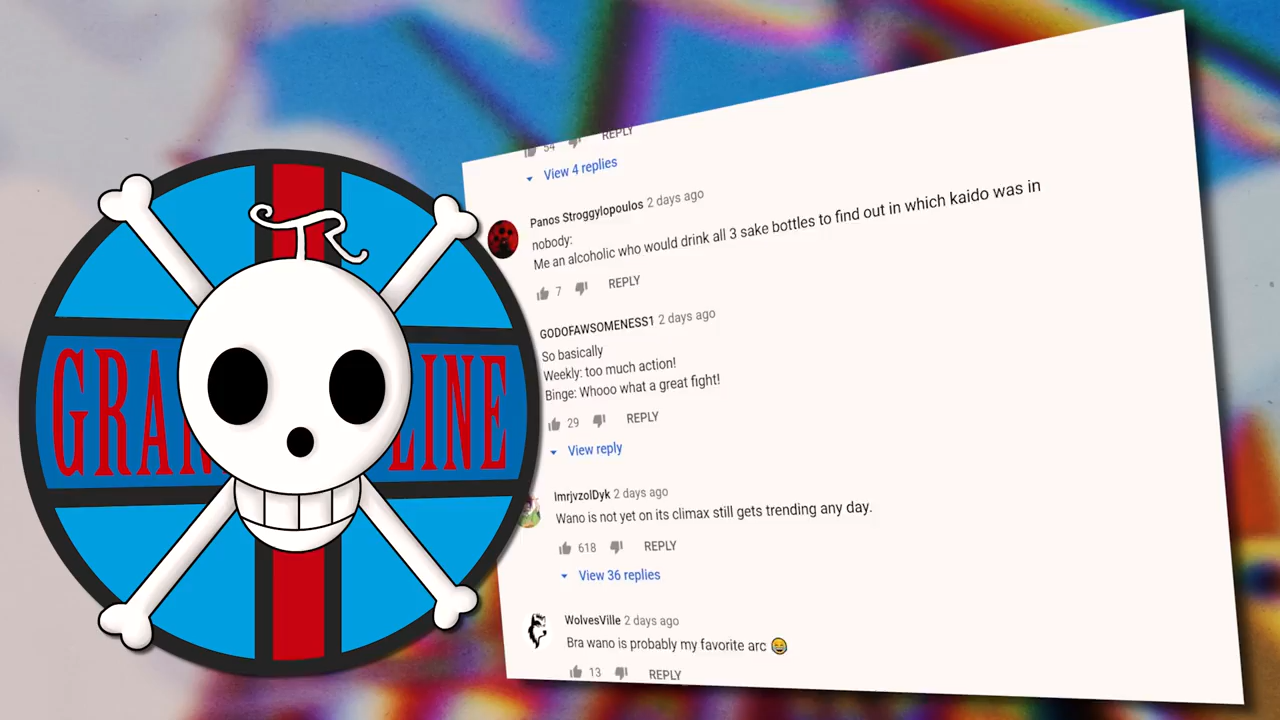 TR
GRAN LINE
54 REPLY
View 4 replies
Panos Stroggylopoulos 2 days ago
nobody:
Me an alcoholic who would drink all 3 sake bottles to find out in which kaido was in
7 REPLY
GODOFAWSOMENESS1 2 days ago
So basically
Weekly: too much action!
Binge: Whooo what a great fight!
29 REPLY
View reply
ImrjvzolDyk 2 days ago
Wano is not yet on its climax still gets trending any day.
618 REPLY
View 36 replies
WolvesVille 2 days ago
Bra wano is probably my favorite arc 😂
13 REPLY